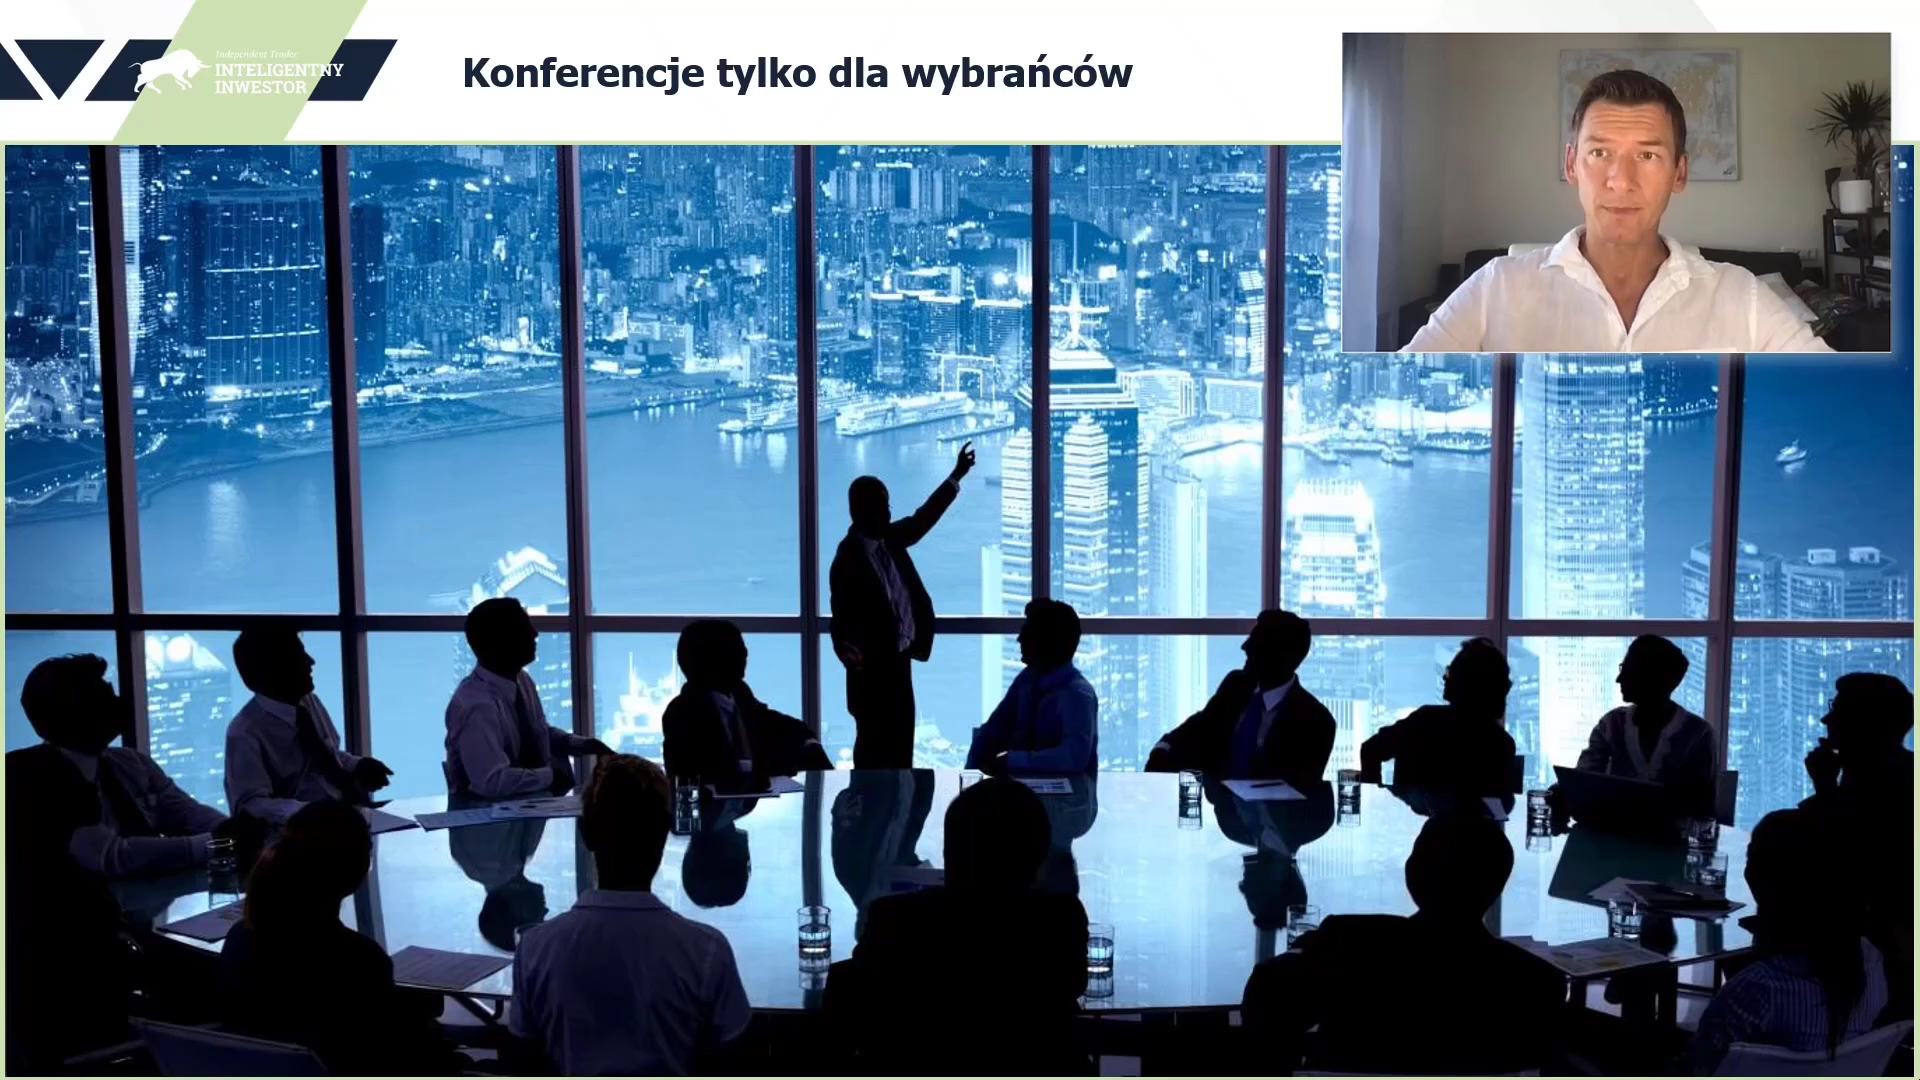 Independent Trader
INTELIGENTNY
INWESTOR
Konferencje tylko dla wybrańców